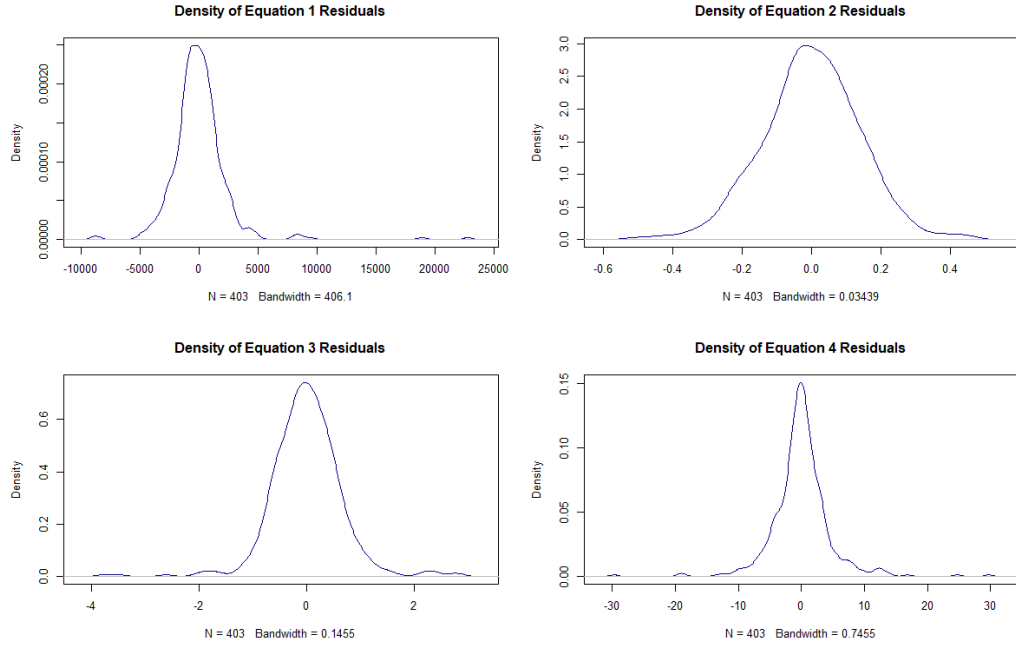 Density of Equation 1 Residuals
Density
0.00000 0.00010 0.00020
-10000 -5000 0 5000 10000 15000 20000 25000
N = 403 Bandwidth = 406.1
Density of Equation 2 Residuals
Density
0.0 0.5 1.0 1.5 2.0 2.5 3.0
-0.6 -0.4 -0.2 0.0 0.2 0.4
N = 403 Bandwidth = 0.03439
Density of Equation 3 Residuals
Density
0.0 0.2 0.4 0.6
-4 -2 0 2
N = 403 Bandwidth = 0.1455
Density of Equation 4 Residuals
Density
0.00 0.05 0.10 0.15
-30 -20 -10 0 10 20 30
N = 403 Bandwidth = 0.7455